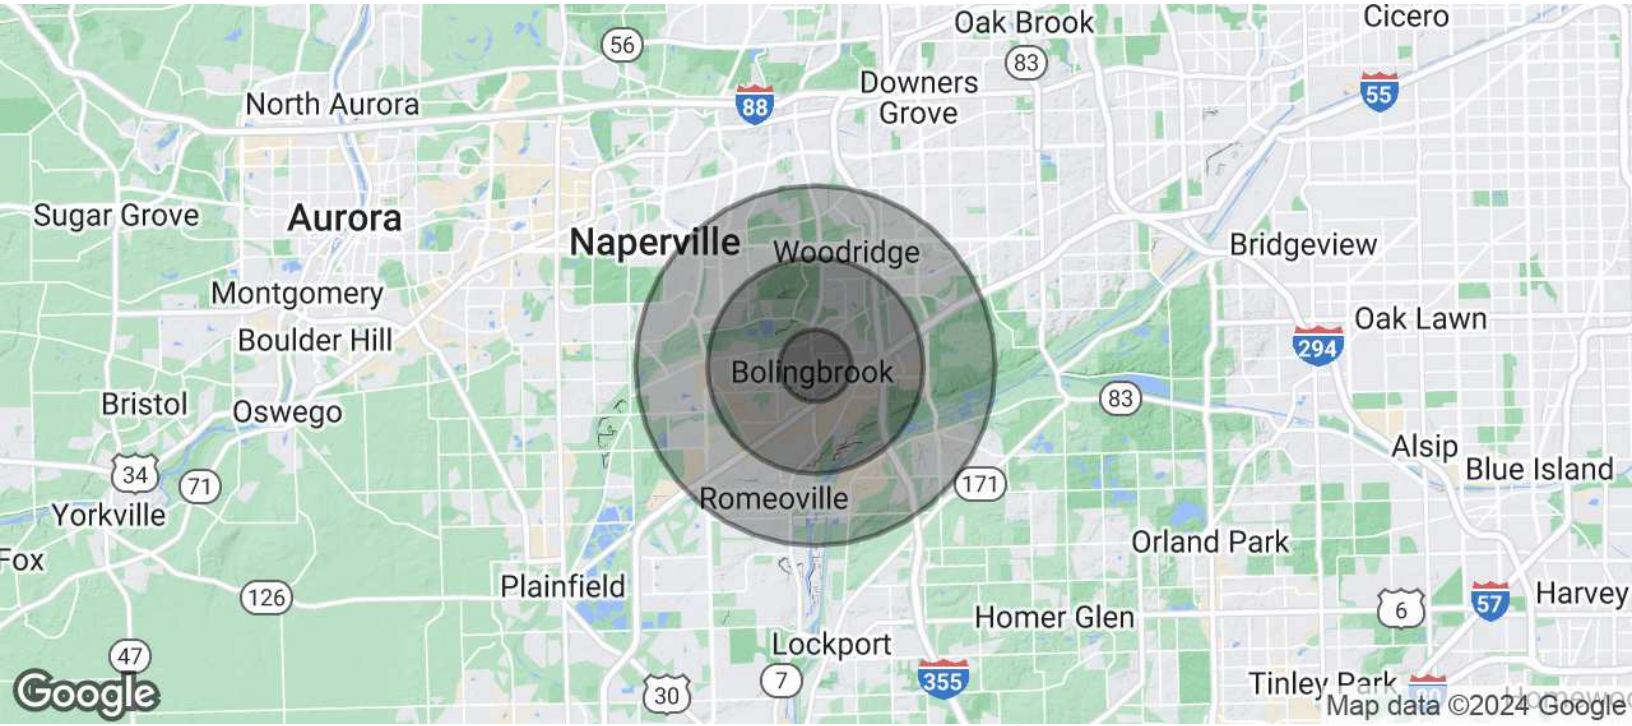 Oak Brook
Cicero
56
83
Downers
Grove
55
North Aurora
88
Sugar Grove
Aurora
Naperville
Woodridge
Bridgeview
Montgomery
Boulder Hill
Oak Lawn
294
Bolingbrook
Bristol
Oswego
83
34
71
Alsip
Blue Island
171
Romeoville
Yorkville
Fox
Orland Park
Plainfield
126
Homer Glen
6
57
Harvey
47
Lockport
Google
30
7
355
Tinley Park
80
Homewoo
Map data ©2024 Google